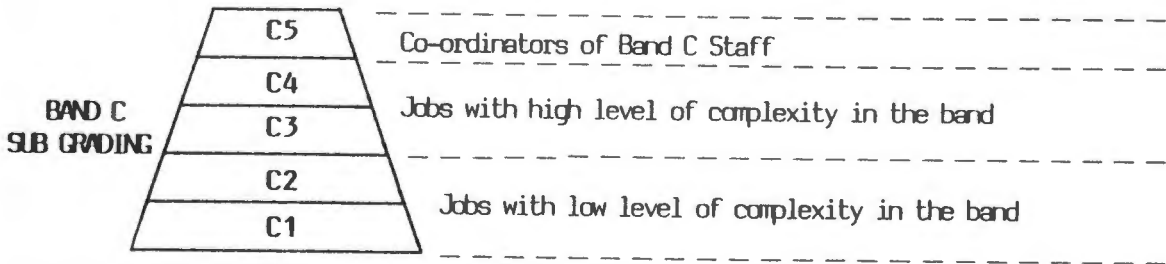 C5
Co-ordinators of Band C Staff
C4
Jobs with high level of complexity in the band
BAND C
SUB GRADING
C3
C2
Jobs with low level of complexity in the band
C1